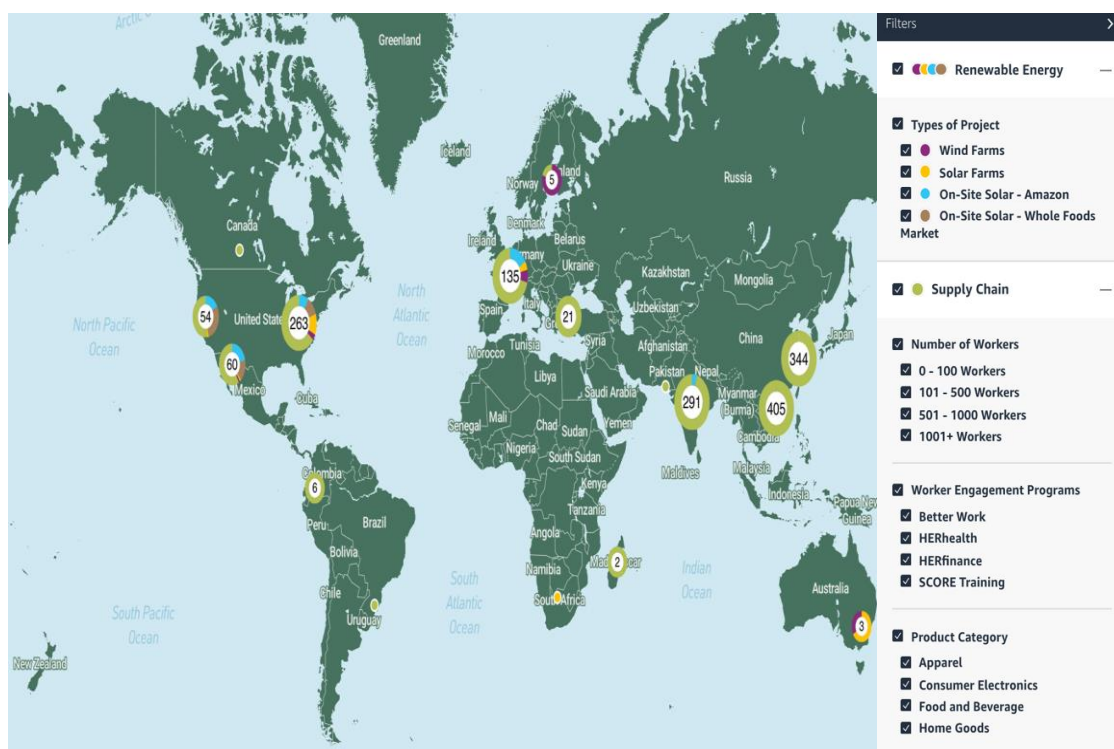 Arctic O
Greenland
Iceland
Norway
5
nland
Russia
Canada
Denmark
Ireland
Belarus
rmany
Ukraine
135
Kazakhstan
Mongolia
North
Atlantic
Ocean
Spain
Italy
Gr
21
Uzbekistan
54
United State
263
North Pacific
Ocean
Syria
Afghanistan
China
Japan
344
Morocco
Tunisia
60
Mexico
Cuba
Libya
Saudi Arabia
Pakistan
Nepal
291
Myanmar
(Burma)
405
Mali
Chad
Sudan
Yemen
Senegal
Nigeria
South Sudan
Cambodia
Maldives
Malaysia
Colombia
6
Kenya
Indonesia
Papua New
Guinea
Tanzania
Peru
Brazil
Angola
Bolivia
Namibia
Mad
2
car
Indian
Ocean
Australia
South
Atlantic
Ocean
South Africa
Chile
Uruguay
South Pacific
Ocean
3
New Zealand
Filters
Renewable Energy
Types of Project
Wind Farms
Solar Farms
On-Site Solar - Amazon
On-Site Solar - Whole Foods
Market
Supply Chain
Number of Workers
0 - 100 Workers
101 - 500 Workers
501 - 1000 Workers
1001+ Workers
Worker Engagement Programs
Better Work
HERhealth
HERfinance
SCORE Training
Product Category
Apparel
Consumer Electronics
Food and Beverage
Home Goods